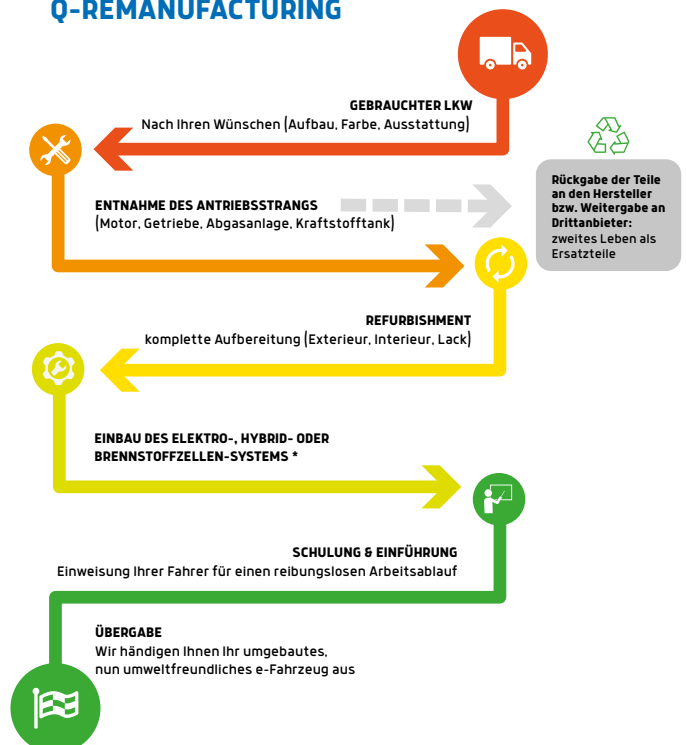 Q-REMANUFACTURING
GEBRAUCHTER LKW
Nach Ihren Wünschen (Aufbau, Farbe, Ausstattung)
ENTNAHME DES ANTRIEBSSTRANGS
(Motor, Getriebe, Abgasanlage, Kraftstofftank)
Rückgabe der Teile
an den Hersteller
bzw. Weitergabe an
Drittanbieter:
zweites Leben als
Ersatzteile
REFURBISHMENT
komplette Aufbereitung (Exterieur, Interieur, Lack)
EINBAU DES ELEKTRO-, HYBRID- ODER
BRENNSTOFFZELLEN-SYSTEMS *
SCHULUNG & EINFÜHRUNG
Einweisung Ihrer Fahrer für einen reibungslosen Arbeitsablauf
ÜBERGABE
Wir händigen Ihnen Ihr umgebautes,
nun umweltfreundliches e-Fahrzeug aus